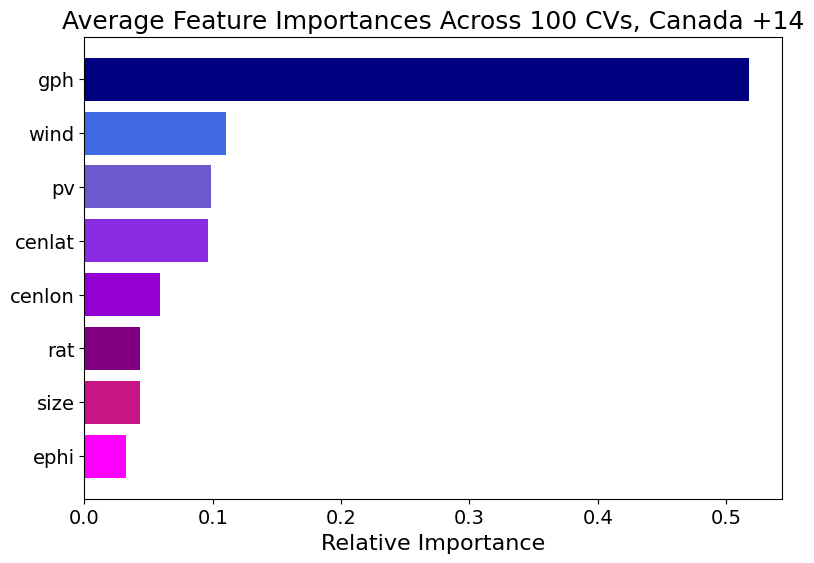 Average Feature Importances Across 100 CVs, Canada +14
gph
wind
pv
cenlat
cenlon
rat
size
ephi
0.0 0.1 0.2 0.3 0.4 0.5
Relative Importance